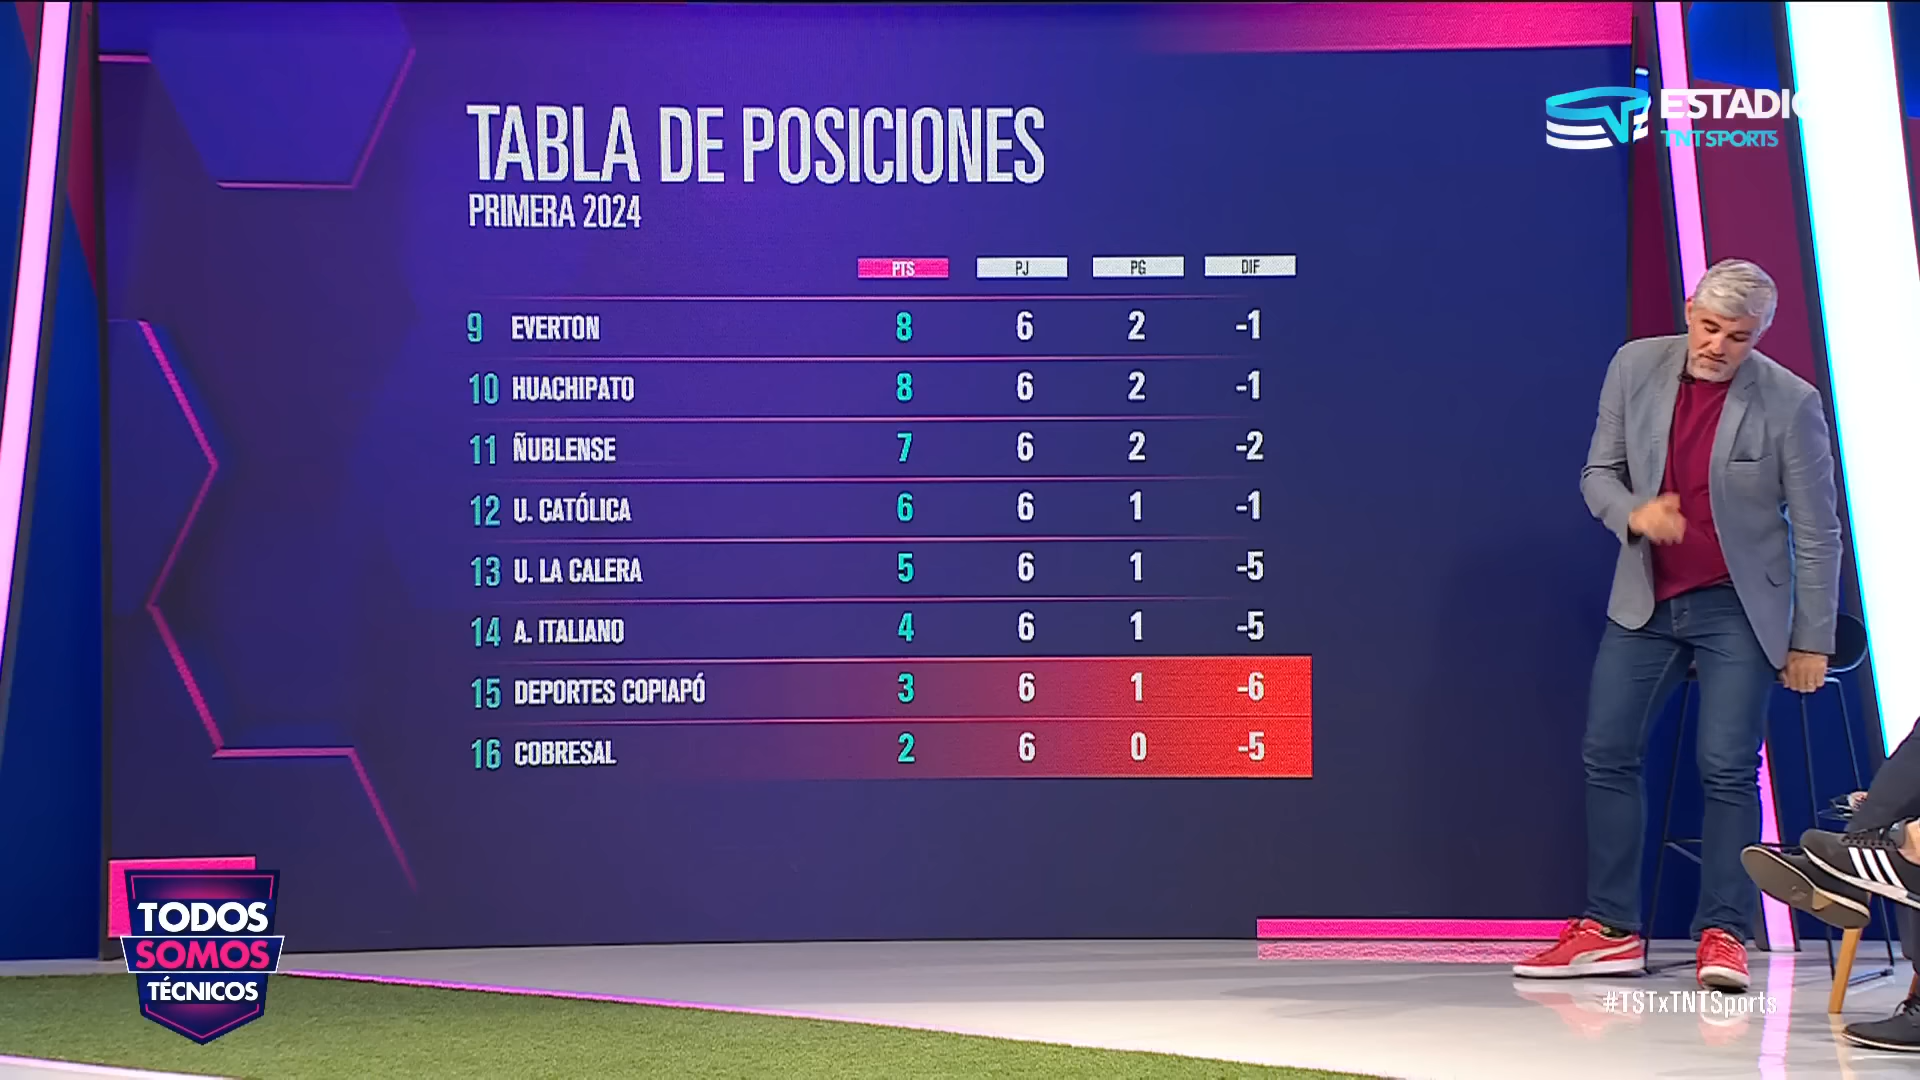 TABLA DE POSICIONES
PRIMERA 2024
ESTADIO
TNT SPORTS
PTS PJ PG DIF
9 EVERTON 8 6 2 -1
10 HUACHIPATO 8 6 2 -1
11 ÑUBLENSE 7 6 2 -2
12 U. CATÓLICA 6 6 1 -1
13 U. LA CALERA 5 6 1 -5
14 A. ITALIANO 4 6 1 -5
15 DEPORTES COPIAPÓ 3 6 1 -6
16 COBRESAL 2 6 0 -5
TODOS
SOMOS
TÉCNICOS
#TSTxTNTSports